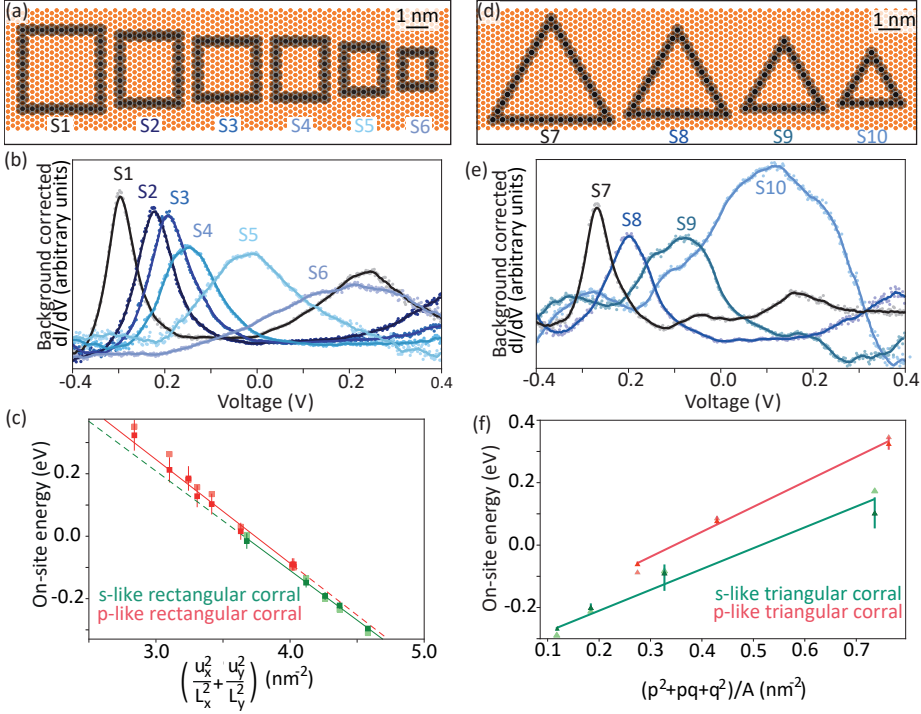 (a)
1 nm
S1 S2 S3 S4 S5 S6
(d)
1 nm
S7 S8 S9 S10
(b)
Background corrected
dI/dV (arbitrary units)
S1
S2
S3
S4
S5
S6
-0.4 -0.2 0.0 0.2 0.4
Voltage (V)
(e)
Background corrected
dI/dV (arbitrary units)
S7
S8
S9
S10
-0.4 -0.2 0.0 0.2 0.4
Voltage (V)
(c)
On-site energy (eV)
0.2
0.0
-0.2
s-like rectangular corral
p-like rectangular corral
3.0 4.0 5.0
(u_x^2/L_x^2 + u_y^2/L_y^2) (nm⁻²)
(f)
On-site energy (eV)
0.4
0.2
0.0
-0.2
s-like triangular corral
p-like triangular corral
0.1 0.2 0.3 0.4 0.5 0.6 0.7
(p²+pq+q²)/A (nm⁻²)